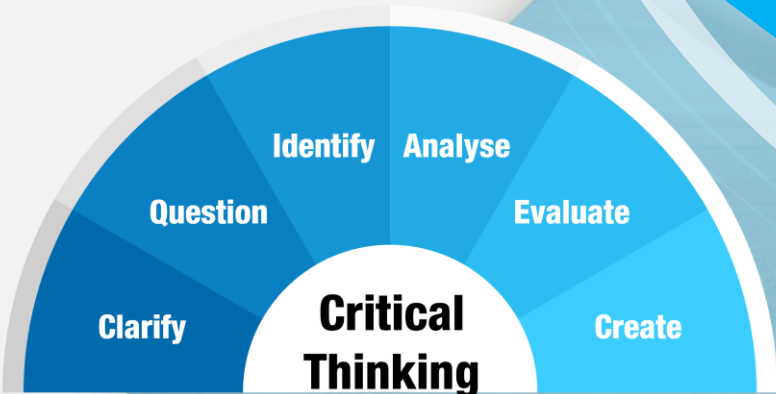 Clarify
Question
Identify
Analyse
Evaluate
Create
Critical
Thinking